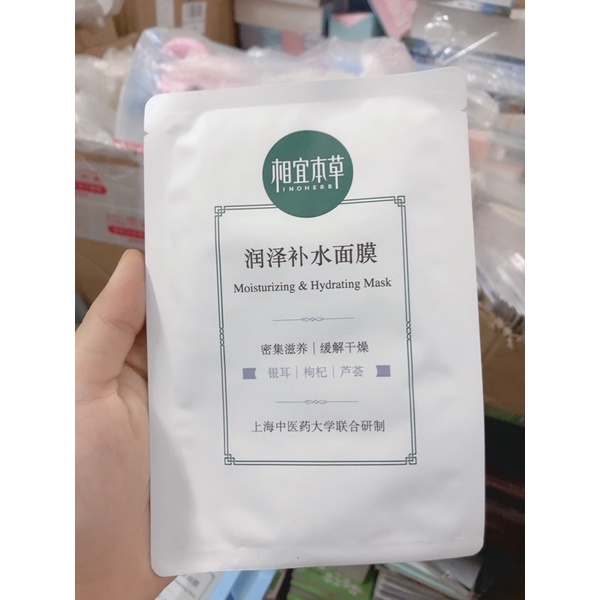 相宜本草
INOHERB
润泽补水面膜
Moisturizing & Hydrating Mask
密集滋养｜缓解干燥
银耳｜枸杞｜芦荟
上海中医药大学联合研制